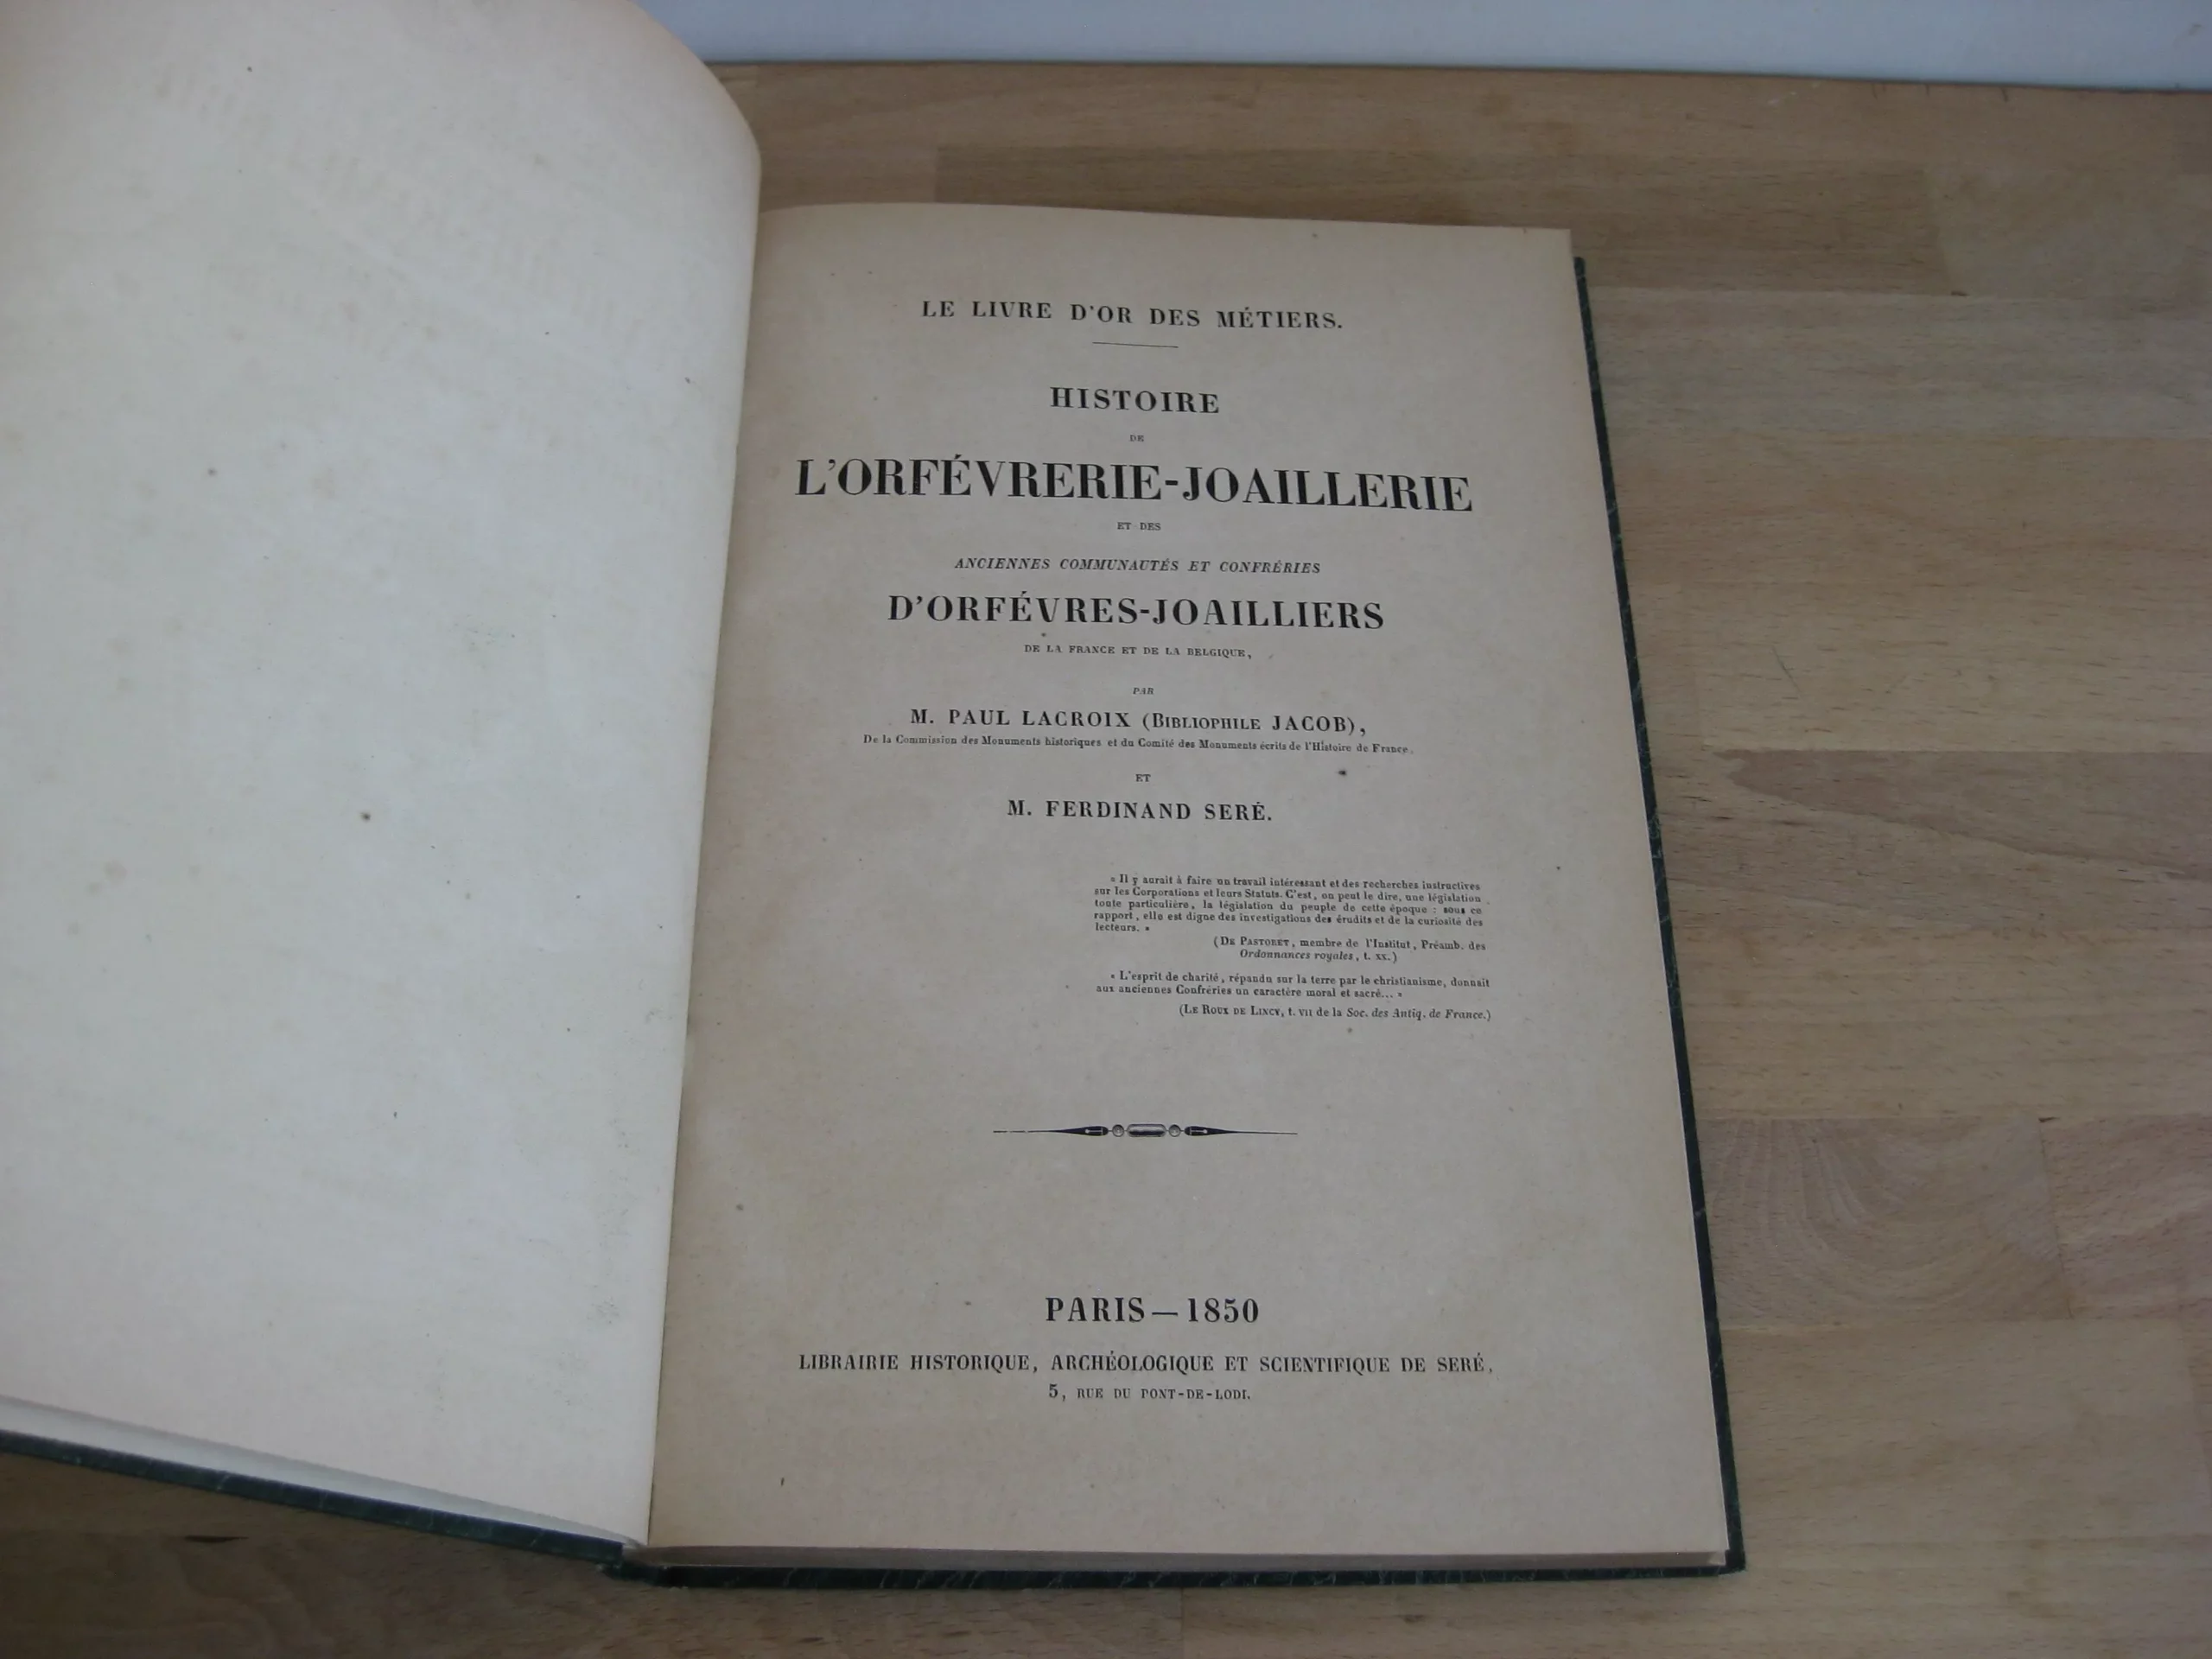 LE LIVRE D'OR DES MÉTIERS.
HISTOIRE
DE
L'ORFÉVRERIE-JOAILLERIE
ET DES
ANCIENNES COMMUNAUTÉS ET CONFRÉRIES
D'ORFÉVRES-JOAILLIERS
DE LA FRANCE ET DE LA BELGIQUE,
PAR
M. PAUL LACROIX (BIBLIOPHILE JACOB),
De la Commission des Monuments historiques et du Comité des Monuments écrits de l'Histoire de France,
ET
M. FERDINAND SERÉ.
« Il y aurait à faire un travail intéressant et des recherches instructives
sur les Corporations et leurs Statuts. C'est, on peut le dire, une législation
toute particulière, la législation du peuple de cette époque : sous ce
rapport, elle est digne des investigations des érudits et de la curiosité des
lecteurs. »
(DE PASTORET, membre de l'Institut, Préamb. des
Ordonnances royales, t. xx.)
« L'esprit de charité, répandu sur la terre par le christianisme, donnait
aux anciennes Confréries un caractère moral et sacré... »
(LE ROUX DE LINCY, t. VII de la Soc. des Antiq. de France.)
PARIS — 1850
LIBRAIRIE HISTORIQUE, ARCHÉOLOGIQUE ET SCIENTIFIQUE DE SERÉ,
5, RUE DU PONT-DE-LODI.